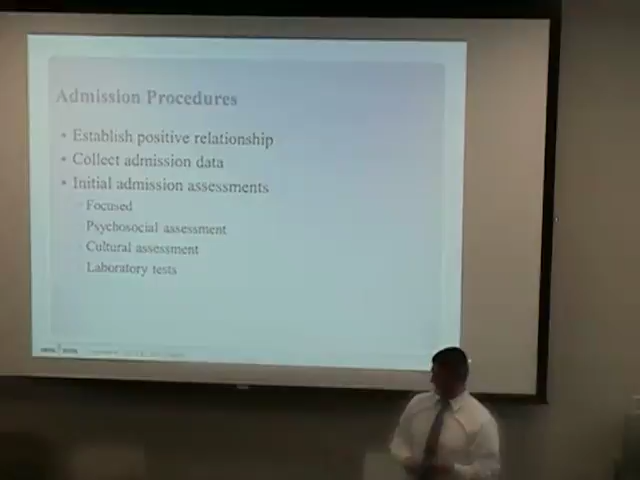 Admission Procedures
• Establish positive relationship
• Collect admission data
• Initial admission assessments
Focused
Psychosocial assessment
Cultural assessment
Laboratory tests